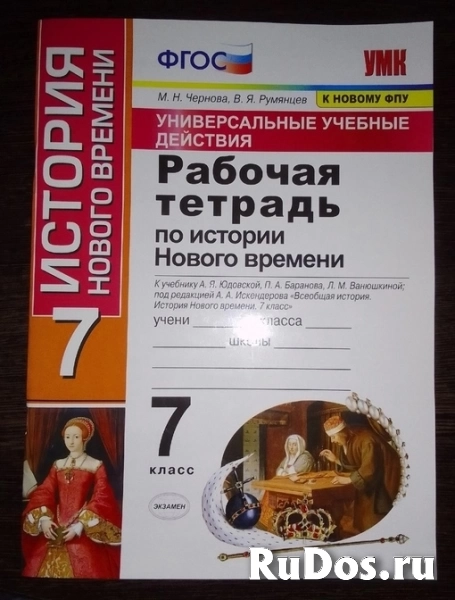 ИСТОРИЯ
НОВОГО ВРЕМЕНИ
7
ФГОС
УМК
М. Н. Чернова, В. Я. Румянцев
К НОВОМУ ФПУ
УНИВЕРСАЛЬНЫЕ УЧЕБНЫЕ
ДЕЙСТВИЯ
Рабочая
тетрадь
по истории
Нового времени
К учебнику А. Я. Юдовской, П. А. Баранова, Л. М. Ванюшкиной;
под редакцией А. А. Искендерова «Всеобщая история.
История Нового времени. 7 класс»
учени класса
школы
7
класс
ЭКЗАМЕН
RuDos.ru